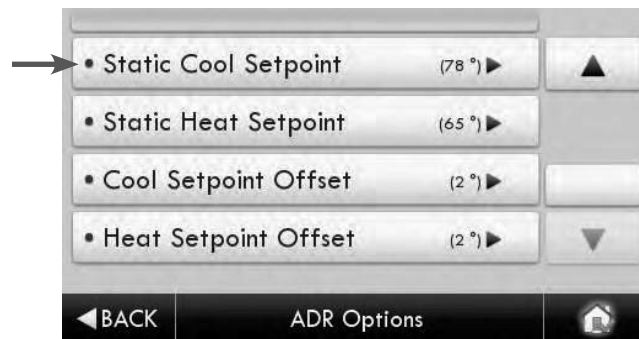 • Static Cool Setpoint (78 °)▶
• Static Heat Setpoint (65 °)▶
• Cool Setpoint Offset (2 °)▶
• Heat Setpoint Offset (2 °)▶
◀BACK ADR Options